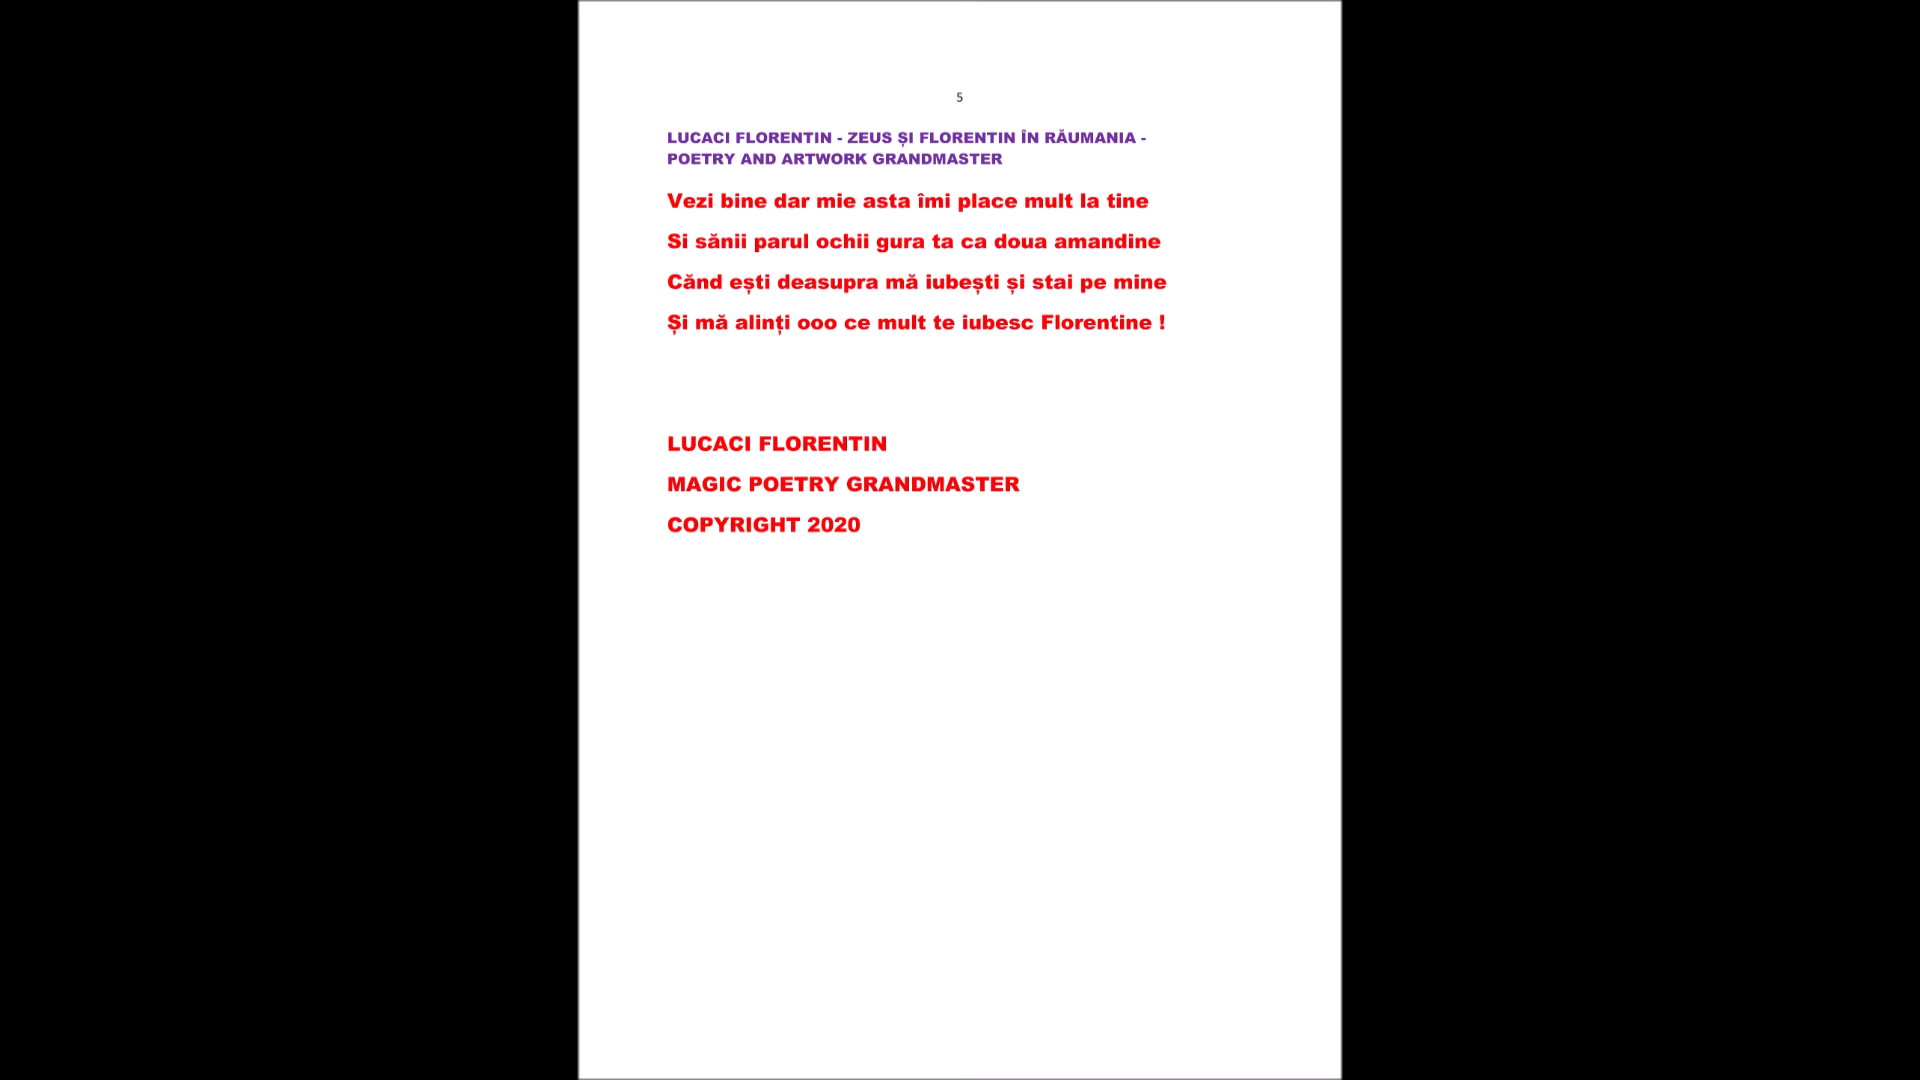 5
LUCACI FLORENTIN - ZEUS ȘI FLORENTIN ÎN RĂUMANIA -
POETRY AND ARTWORK GRANDMASTER
Vezi bine dar mie asta îmi place mult la tine
Si sănii parul ochii gura ta ca doua amandine
Cănd ești deasupra mă iubești și stai pe mine
Și mă alinți ooo ce mult te iubesc Florentine !
LUCACI FLORENTIN
MAGIC POETRY GRANDMASTER
COPYRIGHT 2020